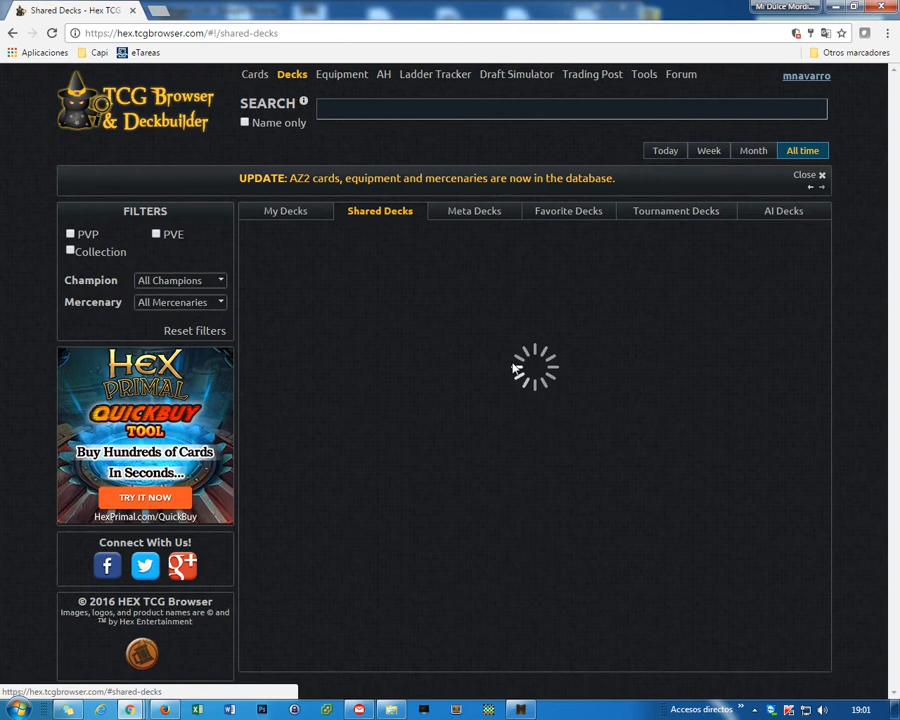 Shared Decks - Hex TCG
Mi Dulce Mordi...
https://hex.tcgbrowser.com/#!/shared-decks
Aplicaciones Capi eTareas Otros marcadores
TCG Browser
& Deckbuilder
Cards Decks Equipment AH Ladder Tracker Draft Simulator Trading Post Tools Forum
mnavarro
SEARCH
Name only
Today Week Month All time
UPDATE: AZ2 cards, equipment and mercenaries are now in the database.
Close
FILTERS
PVP PVE
Collection
Champion All Champions
Mercenary All Mercenaries
Reset filters
My Decks Shared Decks Meta Decks Favorite Decks Tournament Decks AI Decks
HEX
PRIMAL
QUICKBUY
TOOL
Buy Hundreds of Cards
In Seconds...
TRY IT NOW
HexPrimal.com/QuickBuy
Connect With Us!
© 2016 HEX TCG Browser
Images, logos, and product names are © and
™ by Hex Entertainment
https://hex.tcgbrowser.com/#shared-decks
Accesos directos » 19:01